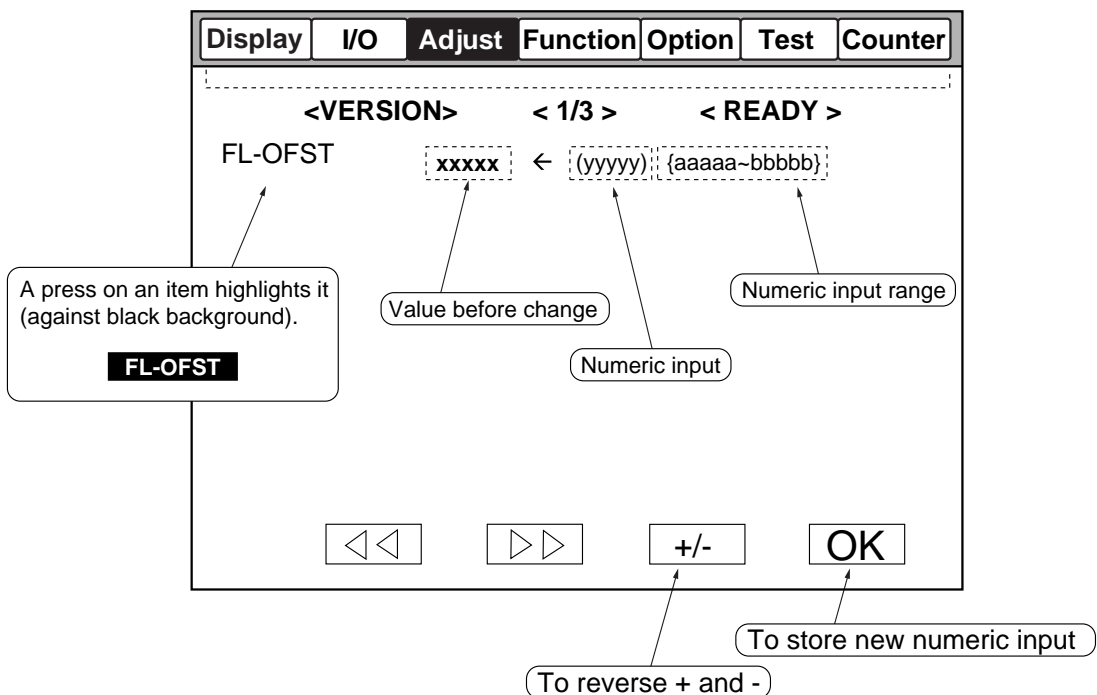 Display I/O Adjust Function Option Test Counter
<VERSION> < 1/3 > < READY >
FL-OFST xxxxx ← (yyyyy) {aaaaa~bbbbb}
A press on an item highlights it
(against black background).
FL-OFST
Value before change
Numeric input range
Numeric input
+/- OK
To store new numeric input
To reverse + and -